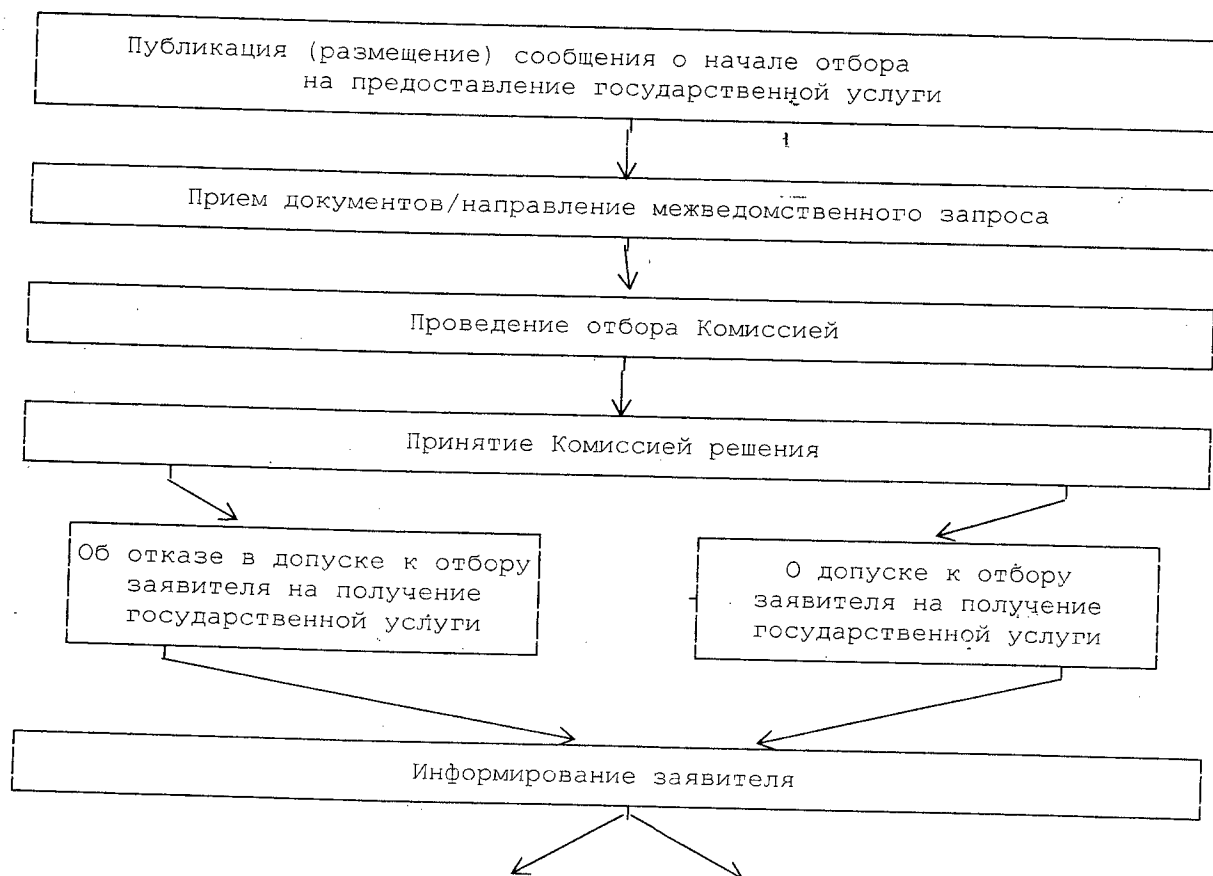 Публикация (размещение) сообщения о начале отбора
на предоставление государственной услуги
Прием документов/направление межведомственного запроса
Проведение отбора Комиссией
Принятие Комиссией решения
Об отказе в допуске к отбору
заявителя на получение
государственной услуги
О допуске к отбору
заявителя на получение
государственной услуги
Информирование заявителя